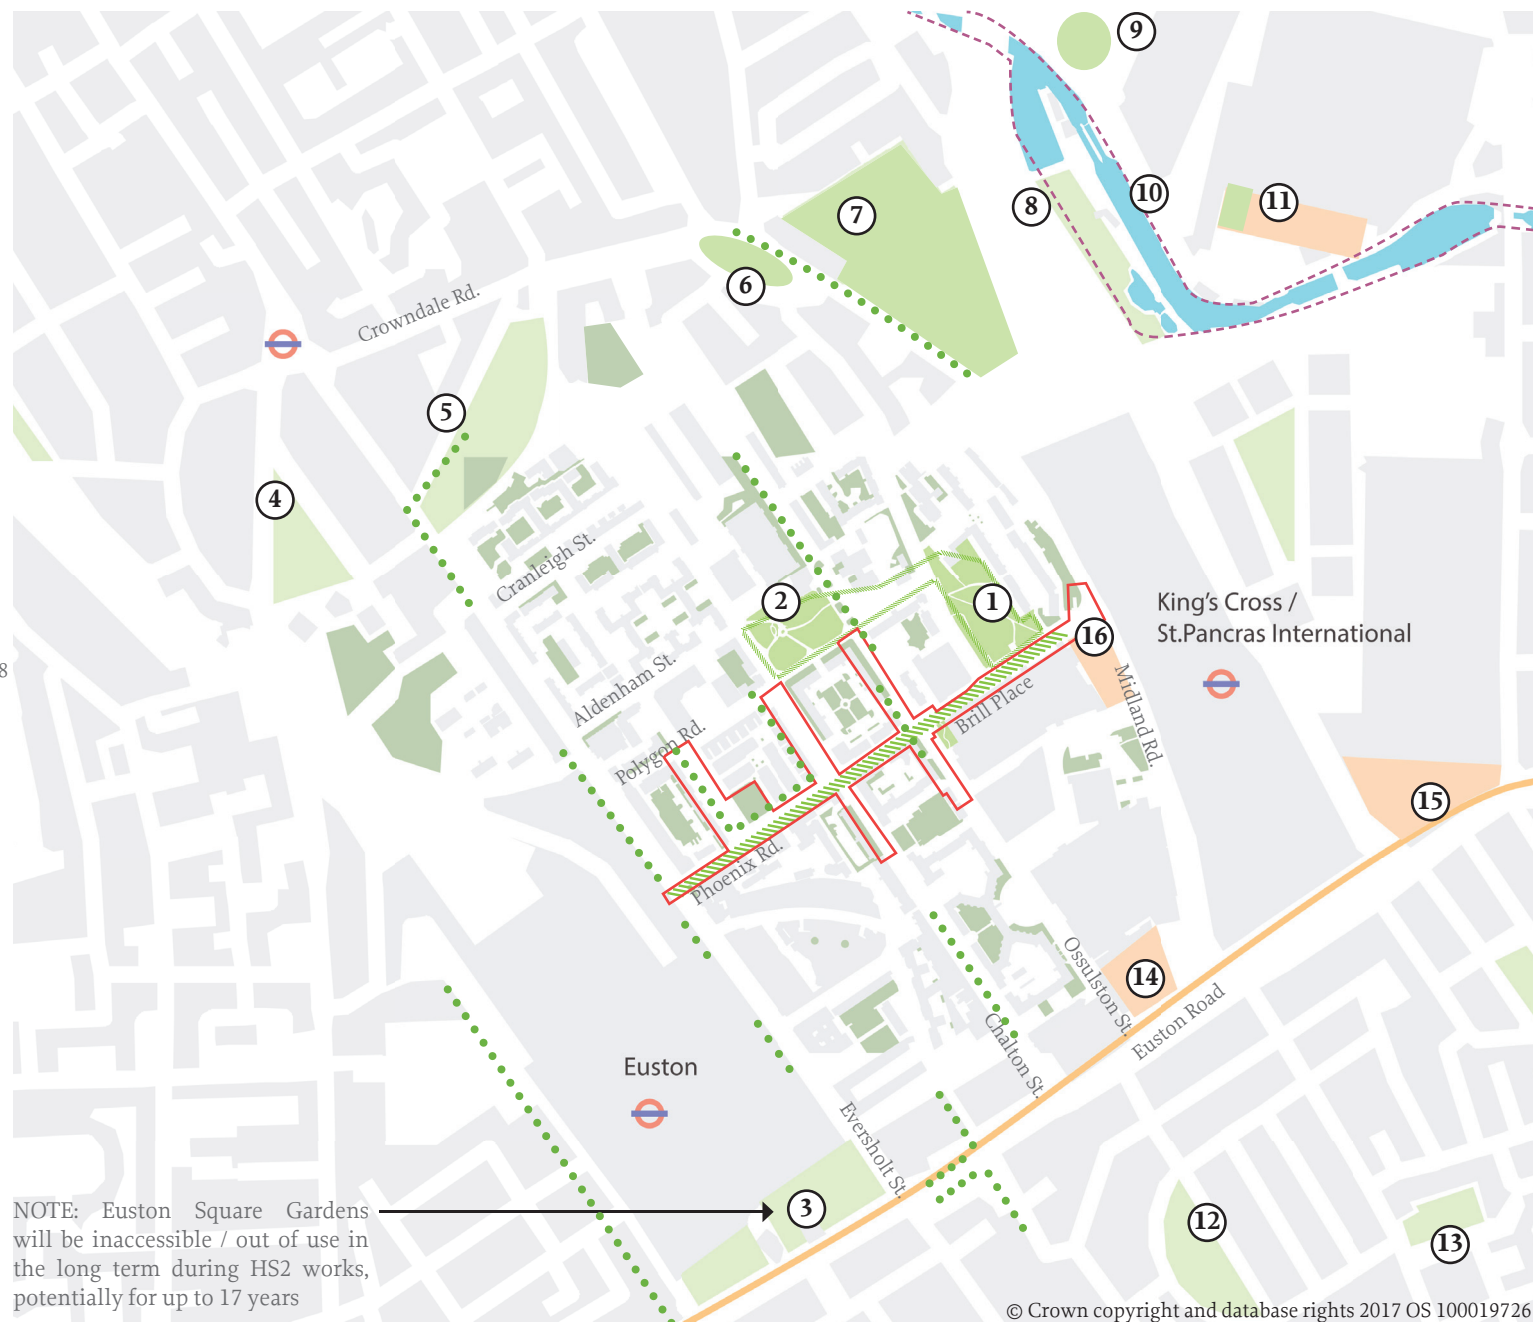 9
10
11
8
7
6
Crowndale Rd.
5
4
Cranleigh St.
2
1
King's Cross /
St.Pancras International
16
8
Aldenham St.
Midland Rd.
Brill Place
Polygon Rd.
15
Phoenix Rd.
Ossulston St.
14
Euston Road
Chalton St.
Euston
Eversholt St.
3
12
13
NOTE: Euston Square Gardens
will be inaccessible / out of use in
the long term during HS2 works,
potentially for up to 17 years
© Crown copyright and database rights 2017 OS 100019726